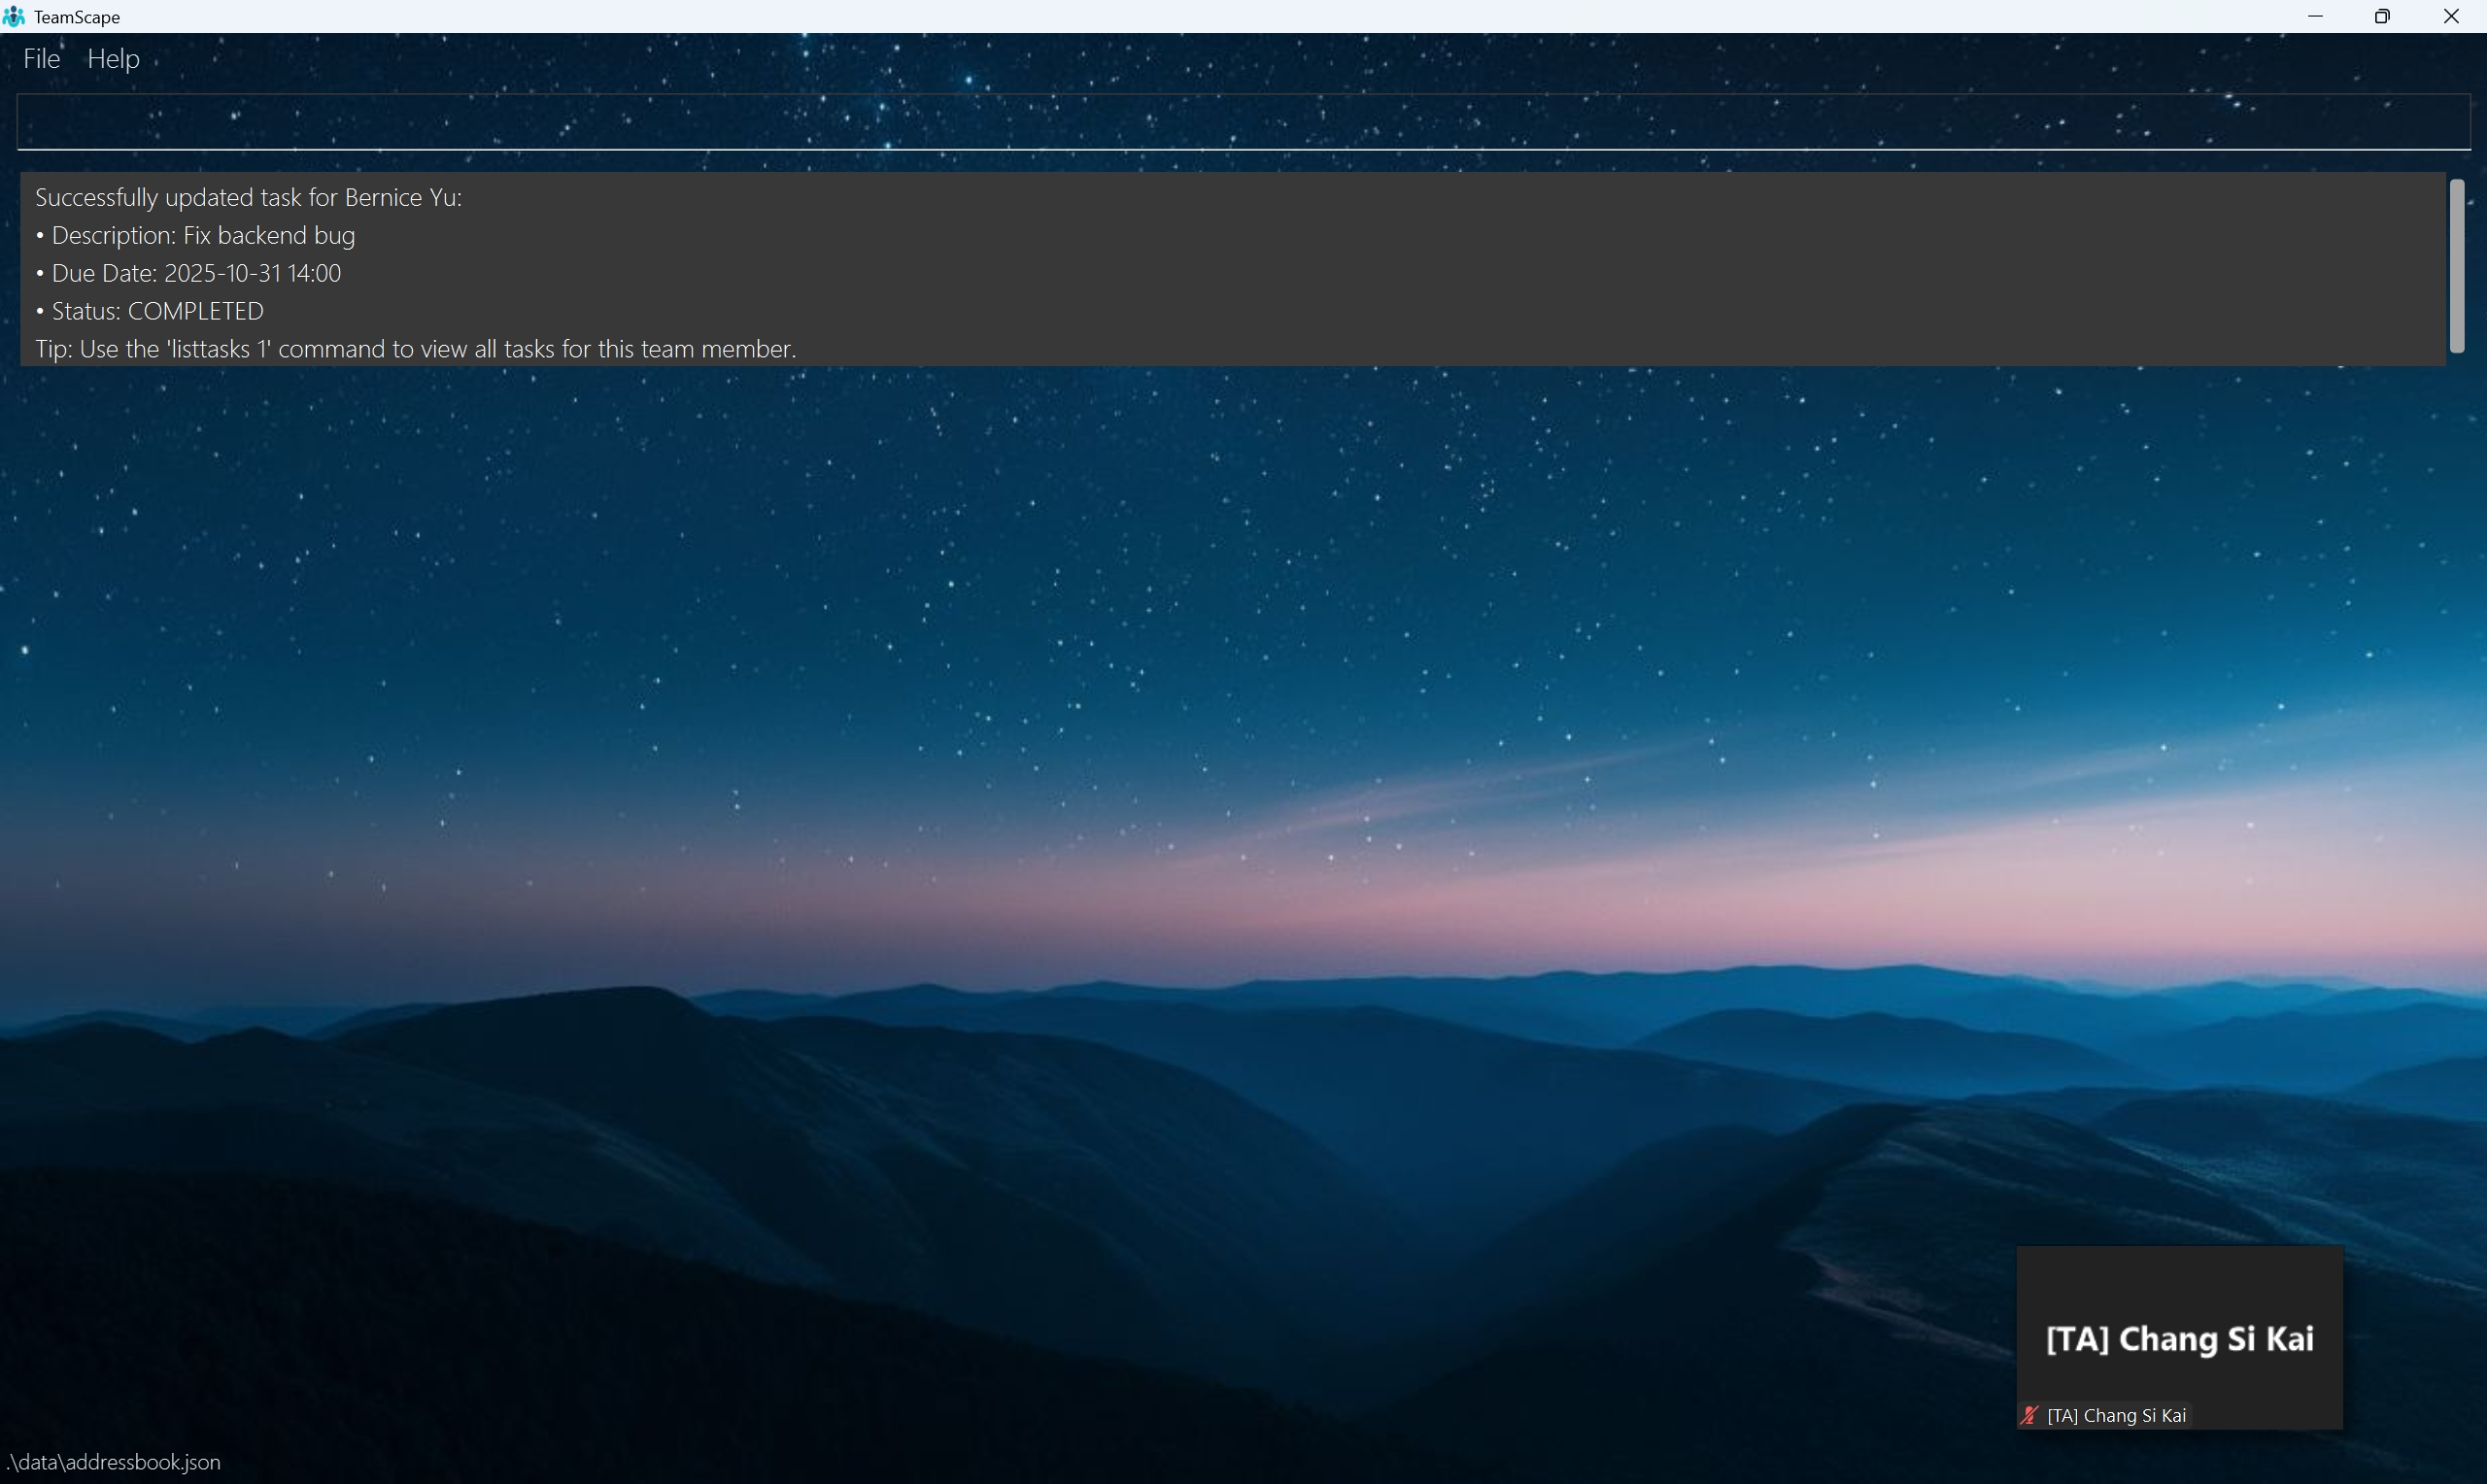 TeamScape
File Help
Successfully updated task for Bernice Yu:
• Description: Fix backend bug
• Due Date: 2025-10-31 14:00
• Status: COMPLETED
Tip: Use the 'listtasks 1' command to view all tasks for this team member.
[TA] Chang Si Kai
[TA] Chang Si Kai
.\data\addressbook.json